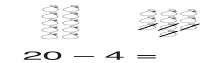 20 – 4 =